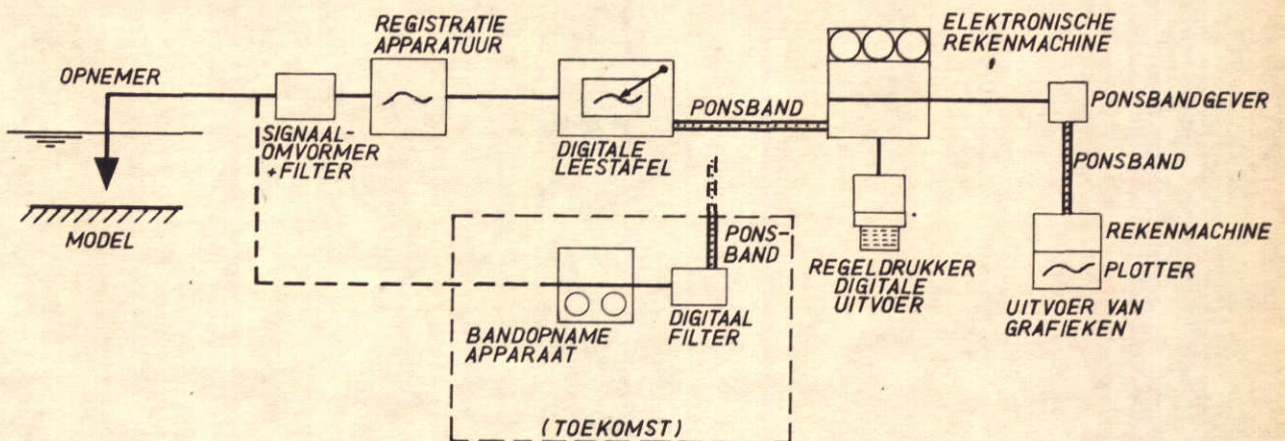 OPNEMER
MODEL
SIGNAAL-
OMVORMER
+FILTER
REGISTRATIE
APPARATUUR
DIGITALE
LEESTAFEL
PONSBAND
ELEKTRONISCHE
REKENMACHINE
PONSBANDGEVER
PONSBAND
REKENMACHINE
PLOTTER
UITVOER VAN
GRAFIEKEN
REGELDRUKKER
DIGITALE
UITVOER
PONS-
BAND
DIGITAAL
FILTER
BANDOPNAME
APPARAAT
(TOEKOMST)